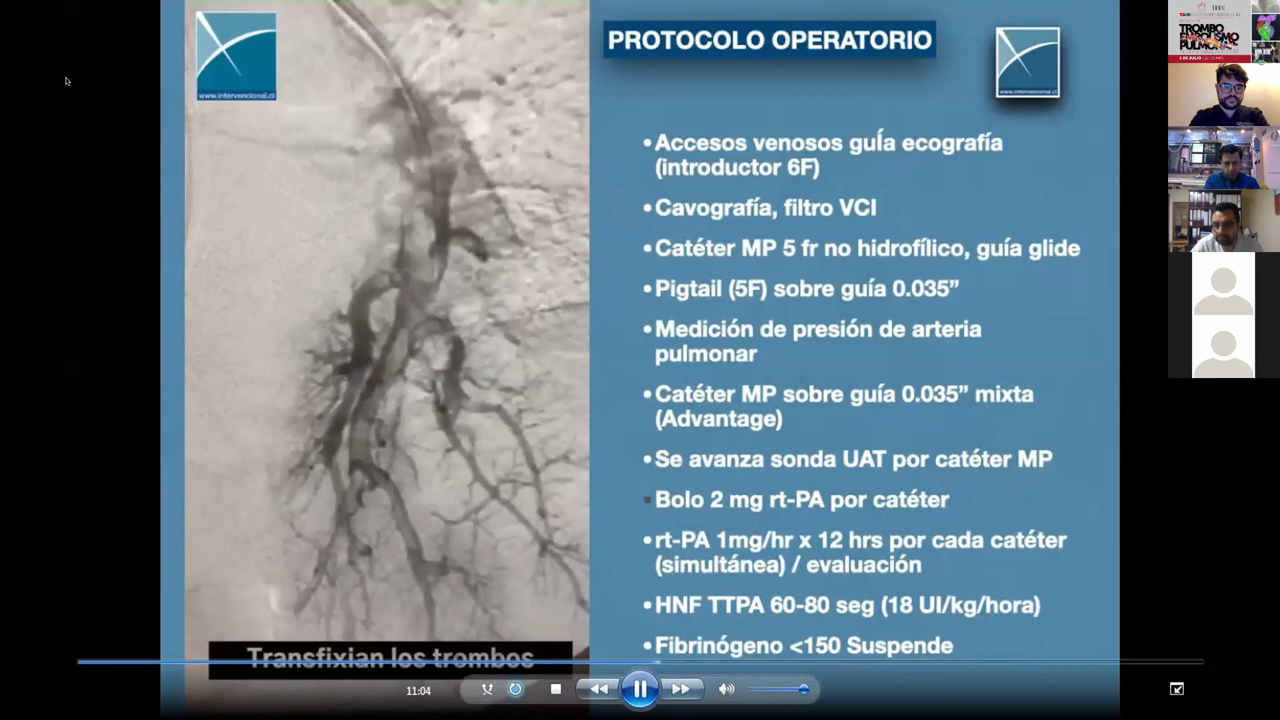 www.intervencional.cl
PROTOCOLO OPERATORIO
www.intervencional.cl
•Accesos venosos guÍa ecografía
(introductor 6F)
•Cavografía, filtro VCI
•Catéter MP 5 fr no hidrofílico, guía glide
•Pigtail (5F) sobre guía 0.035”
•Medición de presión de arteria
pulmonar
•Catéter MP sobre guía 0.035” mixta
(Advantage)
•Se avanza sonda UAT por catéter MP
•Bolo 2 mg rt-PA por catéter
•rt-PA 1mg/hr x 12 hrs por cada catéter
(simultánea) / evaluación
•HNF TTPA 60-80 seg (18 UI/kg/hora)
•Fibrinógeno <150 Suspende
Transfixian los trombos
11:04
TROMBO
PULMONAR